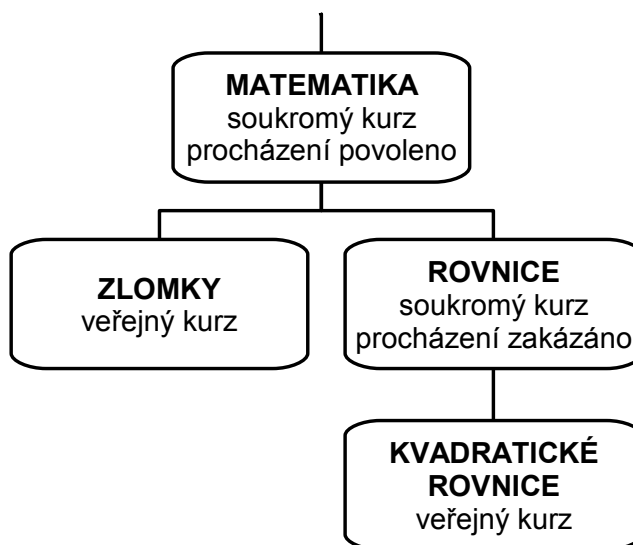 MATEMATIKA
soukromý kurz
procházení povoleno
ZLOMKY
veřejný kurz
ROVNICE
soukromý kurz
procházení zakázáno
KVADRATICKÉ
ROVNICE
veřejný kurz